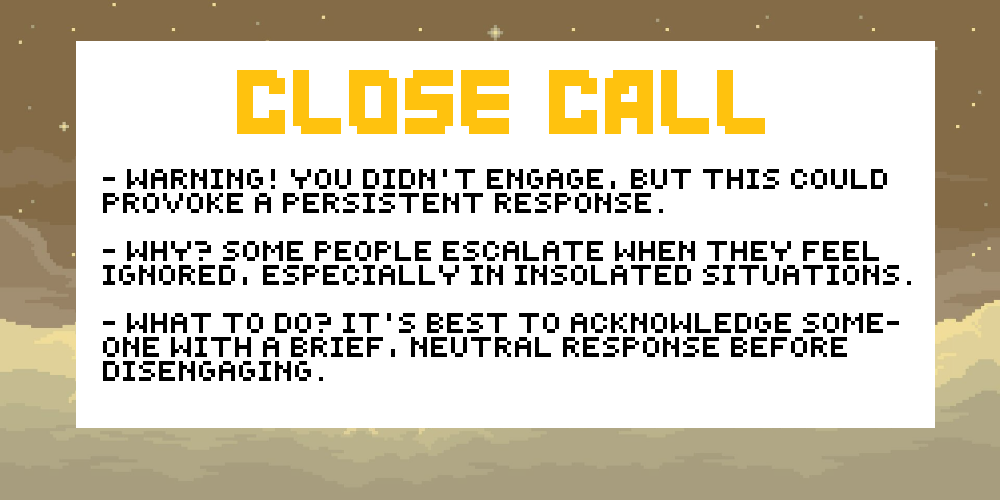 CLOSE CALL
- WARNING! YOU DIDN'T ENGAGE, BUT THIS COULD
PROVOKE A PERSISTENT RESPONSE.
- WHY? SOME PEOPLE ESCALATE WHEN THEY FEEL
IGNORED, ESPECIALLY IN INSOLATED SITUATIONS.
- WHAT TO DO? IT'S BEST TO ACKNOWLEDGE SOME-
ONE WITH A BRIEF, NEUTRAL RESPONSE BEFORE
DISENGAGING.